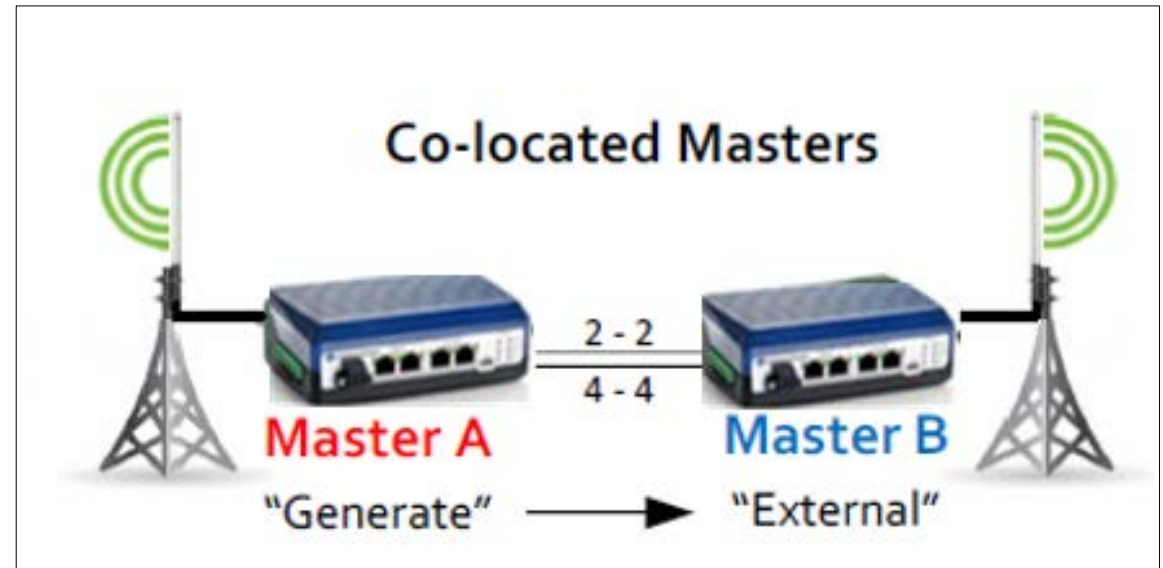 Co-located Masters
2 - 2
4 - 4
Master A
Master B
“Generate”
“External”